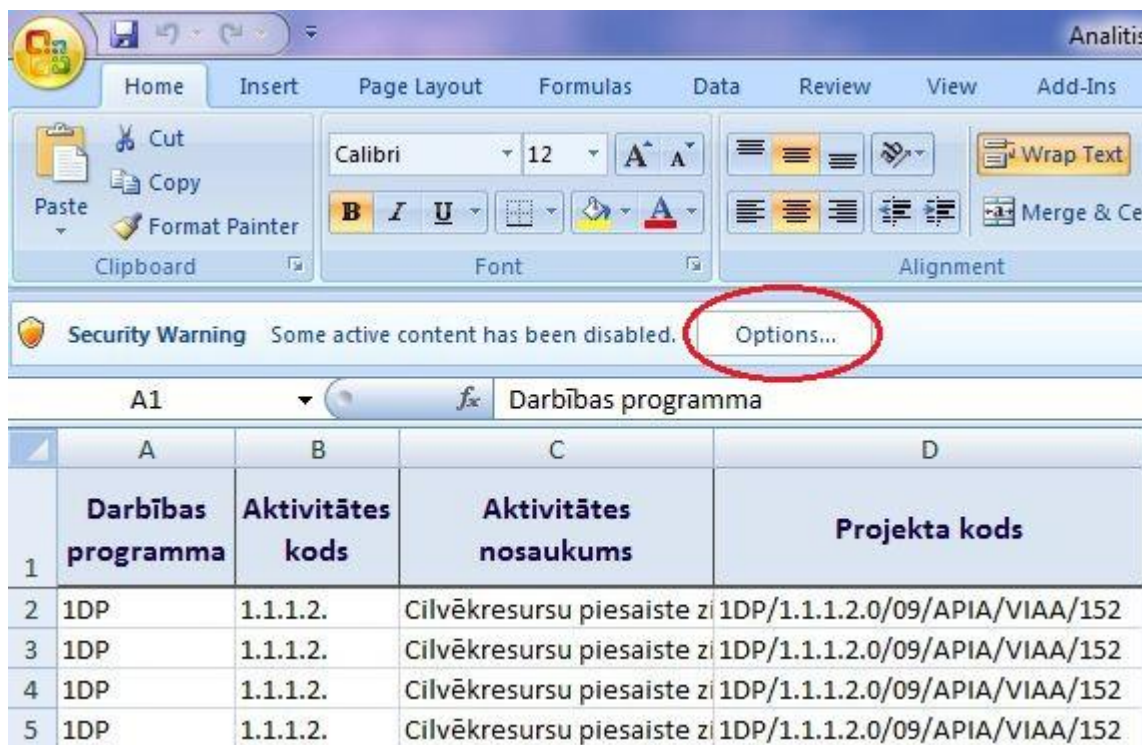 Analitis
Home Insert Page Layout Formulas Data Review View Add-Ins
Cut
Copy
Paste
Format Painter
Calibri 12 A A
B I U A
Wrap Text
Merge & Ce
Clipboard Font Alignment
Security Warning Some active content has been disabled. Options...
A1 fx Darbības programma
A B C D
1 Darbības programma Aktivitātes kods Aktivitātes nosaukums Projekta kods
2 1DP 1.1.1.2. Cilvēkresursu piesaiste zi 1DP/1.1.1.2.0/09/APIA/VIAA/152
3 1DP 1.1.1.2. Cilvēkresursu piesaiste zi 1DP/1.1.1.2.0/09/APIA/VIAA/152
4 1DP 1.1.1.2. Cilvēkresursu piesaiste zi 1DP/1.1.1.2.0/09/APIA/VIAA/152
5 1DP 1.1.1.2. Cilvēkresursu piesaiste zi 1DP/1.1.1.2.0/09/APIA/VIAA/152